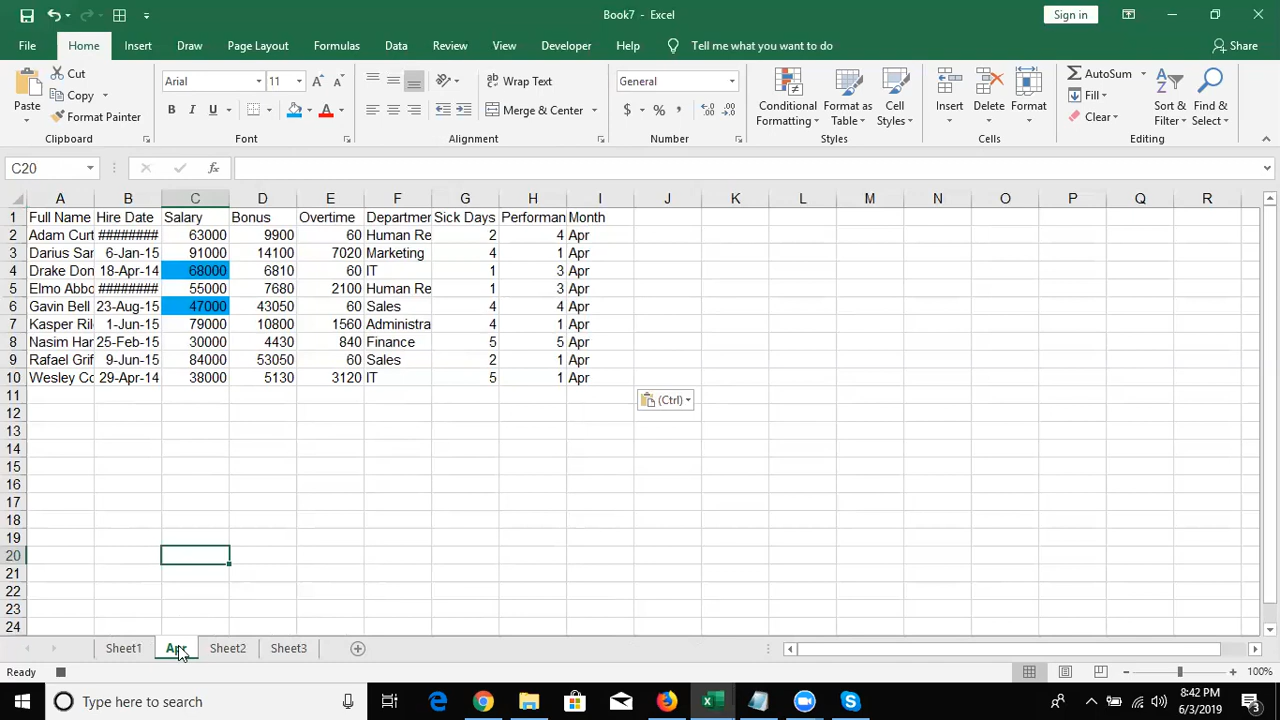 Book7 - Excel
Sign in
File Home Insert Draw Page Layout Formulas Data Review View Developer Help Tell me what you want to do Share
Paste Cut Copy Format Painter Clipboard
Arial 11 B I U A Font
Wrap Text Merge & Center Alignment
General $ % , Number
Conditional Formatting Format as Table Cell Styles Styles
Insert Delete Format Cells
AutoSum Fill Clear Sort & Filter Find & Select Editing
C20 fx
A B C D E F G H I J K L M N O P Q R
1 Full Name Hire Date Salary Bonus Overtime Departmen Sick Days Performan Month
2 Adam Curt ######## 63000 9900 60 Human Re 2 4 Apr
3 Darius Sar 6-Jan-15 91000 14100 7020 Marketing 4 1 Apr
4 Drake Don 18-Apr-14 68000 6810 60 IT 1 3 Apr
5 Elmo Abbo ######## 55000 7680 2100 Human Re 1 3 Apr
6 Gavin Bell 23-Aug-15 47000 43050 60 Sales 4 4 Apr
7 Kasper Ril 1-Jun-15 79000 10800 1560 Administra 4 1 Apr
8 Nasim Har 25-Feb-15 30000 4430 840 Finance 5 5 Apr
9 Rafael Grif 9-Jun-15 84000 53050 60 Sales 2 1 Apr
10 Wesley Co 29-Apr-14 38000 5130 3120 IT 5 1 Apr
11 (Ctrl)
12
13
14
15
16
17
18
19
20
21
22
23
24
Sheet1 Apr Sheet2 Sheet3
Ready 100%
Type here to search
8:42 PM
6/3/2019
3